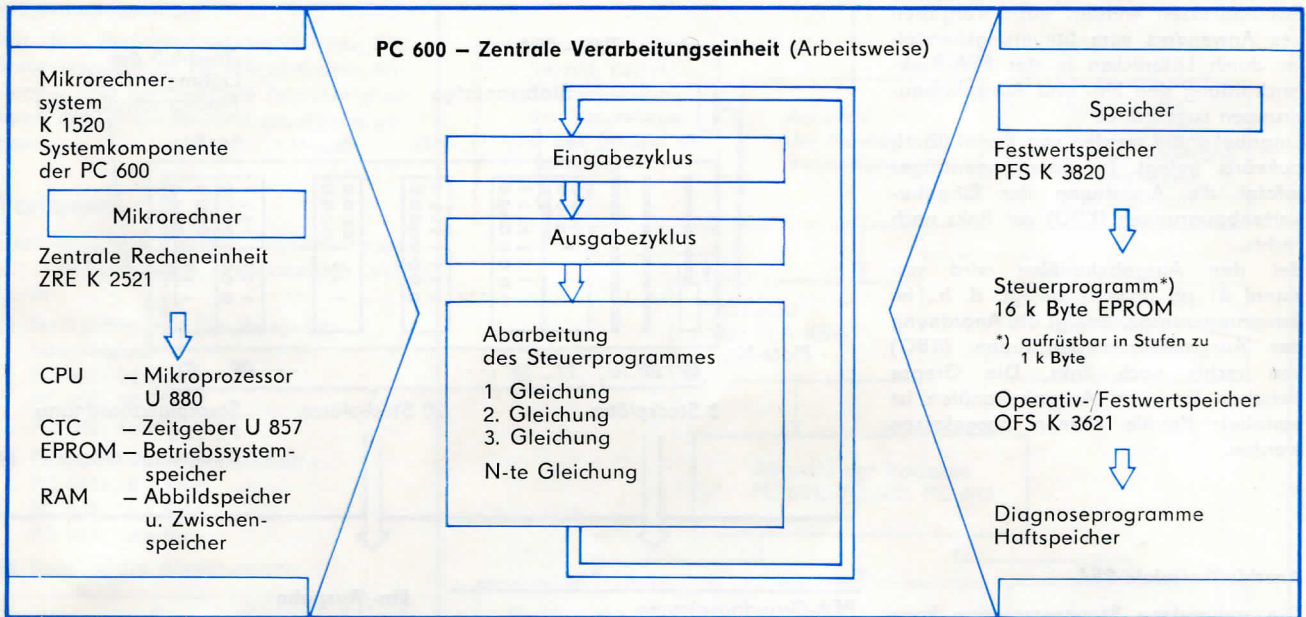 PC 600 – Zentrale Verarbeitungseinheit (Arbeitsweise)
Mikrorechner-
system
K 1520
Systemkomponente
der PC 600
Mikrorechner
Zentrale Recheneinheit
ZRE K 2521
CPU – Mikroprozessor
U 880
CTC – Zeitgeber U 857
EPROM – Betriebssystem-
speicher
RAM – Abbildspeicher
u. Zwischen-
speicher
Eingabezyklus
Ausgabezyklus
Abarbeitung
des Steuerprogrammes
1 Gleichung
2. Gleichung
3. Gleichung
N-te Gleichung
Speicher
Festwertspeicher
PFS K 3820
Steuerprogramm*)
16 k Byte EPROM
*) aufrüstbar in Stufen zu
1 k Byte
Operativ-/Festwertspeicher
OFS K 3621
Diagnoseprogramme
Haftspeicher